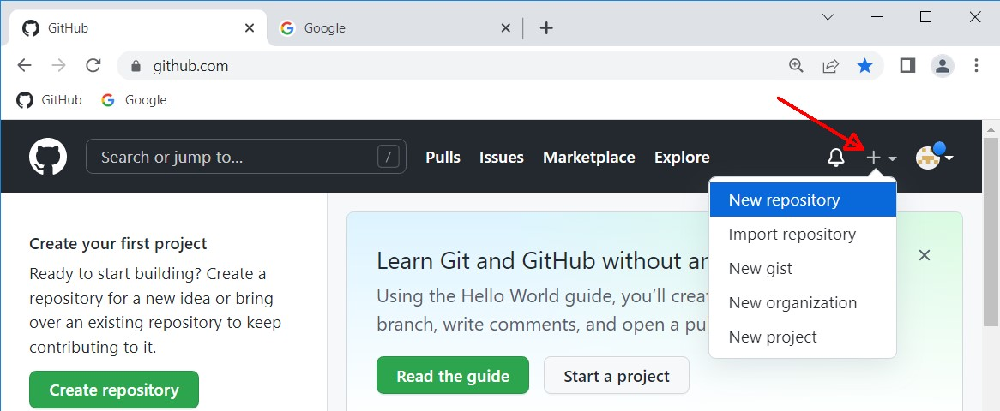 GitHub
Google
github.com
GitHub
Google
Search or jump to...
/
Pulls
Issues
Marketplace
Explore
New repository
Import repository
New gist
New organization
New project
Create your first project
Ready to start building? Create a
repository for a new idea or bring
over an existing repository to keep
contributing to it.
Create repository
Learn Git and GitHub without an
Using the Hello World guide, you’ll creat
branch, write comments, and open a pul
Read the guide
Start a project